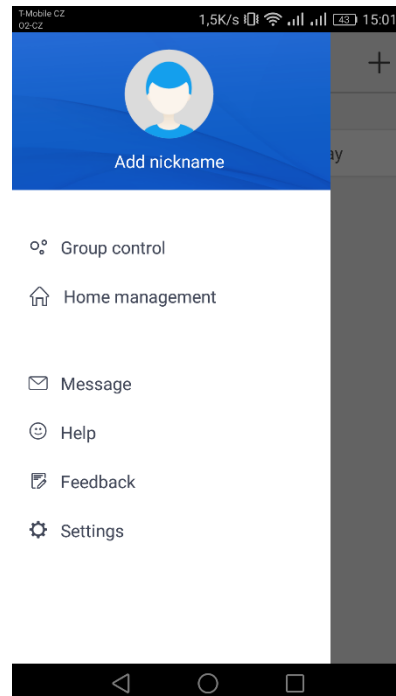 T-Mobile CZ
O2-CZ
1,5K/s 43 15:01
Add nickname
ay
Group control
Home management
Message
Help
Feedback
Settings